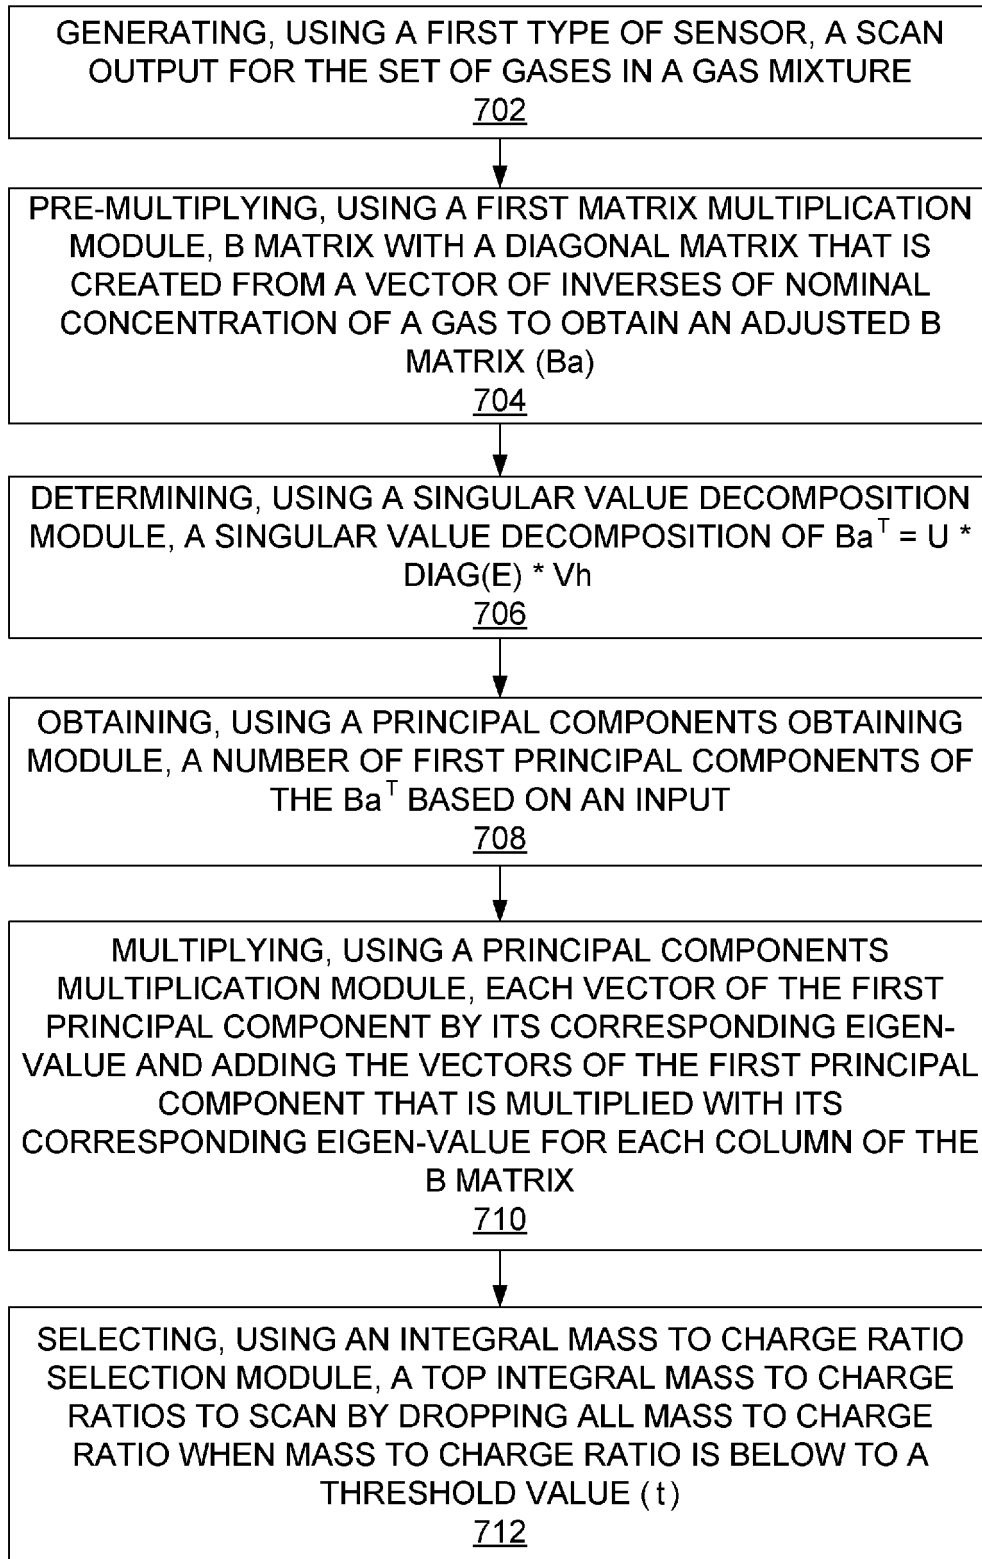 GENERATING, USING A FIRST TYPE OF SENSOR, A SCAN
OUTPUT FOR THE SET OF GASES IN A GAS MIXTURE
702
PRE-MULTIPLYING, USING A FIRST MATRIX MULTIPLICATION
MODULE, B MATRIX WITH A DIAGONAL MATRIX THAT IS
CREATED FROM A VECTOR OF INVERSES OF NOMINAL
CONCENTRATION OF A GAS TO OBTAIN AN ADJUSTED B
MATRIX (Ba)
704
DETERMINING, USING A SINGULAR VALUE DECOMPOSITION
MODULE, A SINGULAR VALUE DECOMPOSITION OF Ba^T = U *
DIAG(E) * Vh
706
OBTAINING, USING A PRINCIPAL COMPONENTS OBTAINING
MODULE, A NUMBER OF FIRST PRINCIPAL COMPONENTS OF
THE Ba^T BASED ON AN INPUT
708
MULTIPLYING, USING A PRINCIPAL COMPONENTS
MULTIPLICATION MODULE, EACH VECTOR OF THE FIRST
PRINCIPAL COMPONENT BY ITS CORRESPONDING EIGEN-
VALUE AND ADDING THE VECTORS OF THE FIRST PRINCIPAL
COMPONENT THAT IS MULTIPLIED WITH ITS
CORRESPONDING EIGEN-VALUE FOR EACH COLUMN OF THE
B MATRIX
710
SELECTING, USING AN INTEGRAL MASS TO CHARGE RATIO
SELECTION MODULE, A TOP INTEGRAL MASS TO CHARGE
RATIOS TO SCAN BY DROPPING ALL MASS TO CHARGE
RATIO WHEN MASS TO CHARGE RATIO IS BELOW TO A
THRESHOLD VALUE (t)
712